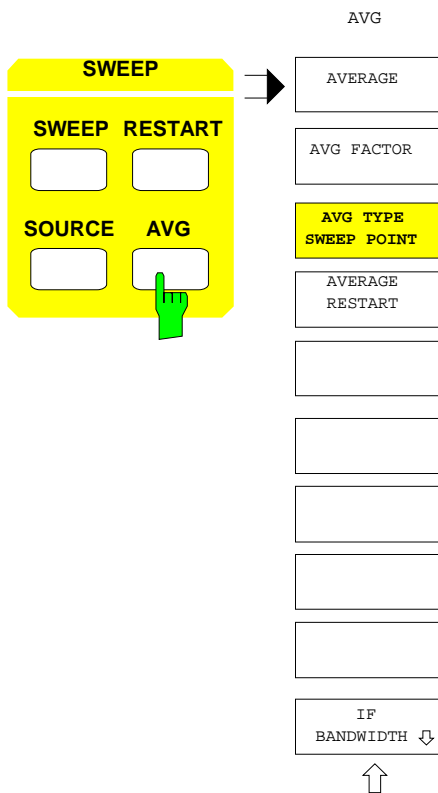 AVG
SWEEP
SWEEP RESTART
SOURCE AVG
AVERAGE
AVG FACTOR
AVG TYPE
SWEEP POINT
AVERAGE
RESTART
IF
BANDWIDTH